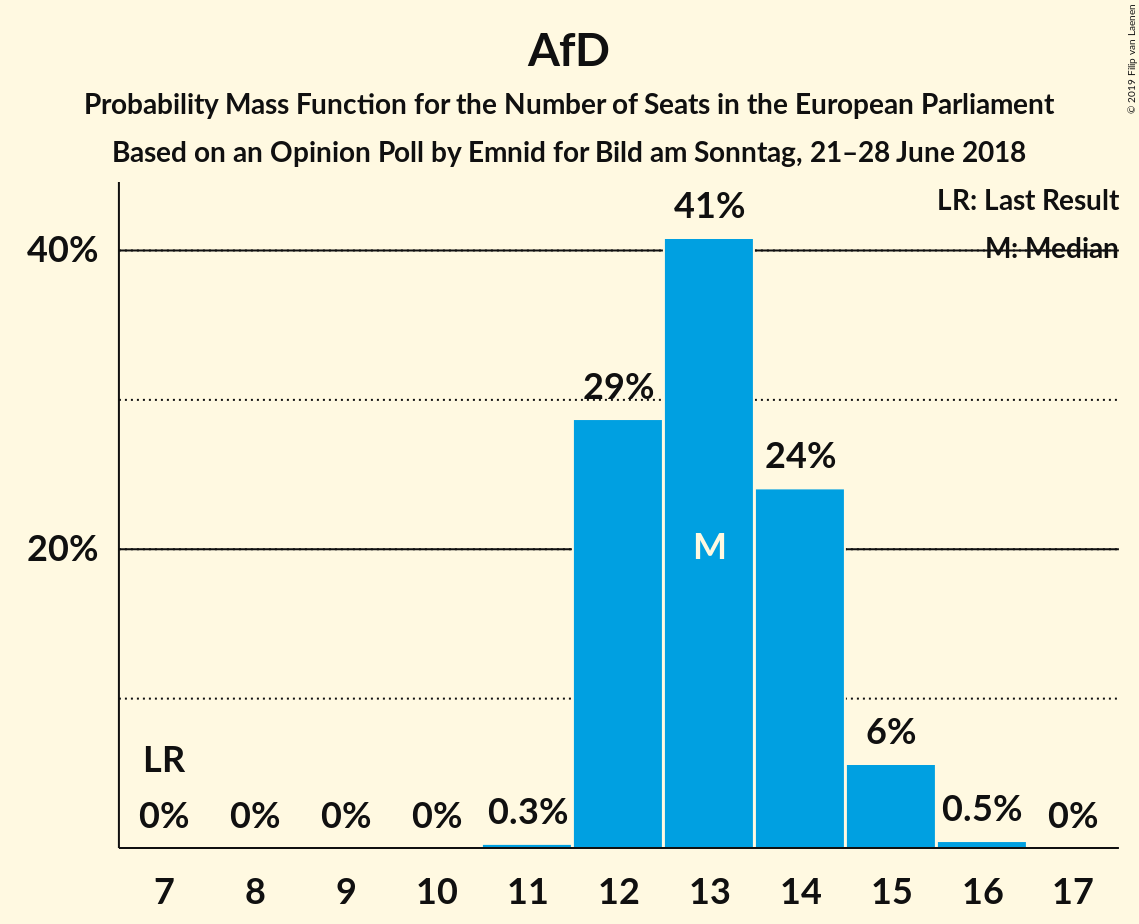 AfD
Probability Mass Function for the Number of Seats in the European Parliament
Based on an Opinion Poll by Emnid for Bild am Sonntag, 21–28 June 2018
© 2019 Filip van Laenen
LR: Last Result
M: Median
40%
20%
LR
0%
0%
0%
0%
0.3%
29%
41%
M
24%
6%
0.5%
0%
7 8 9 10 11 12 13 14 15 16 17